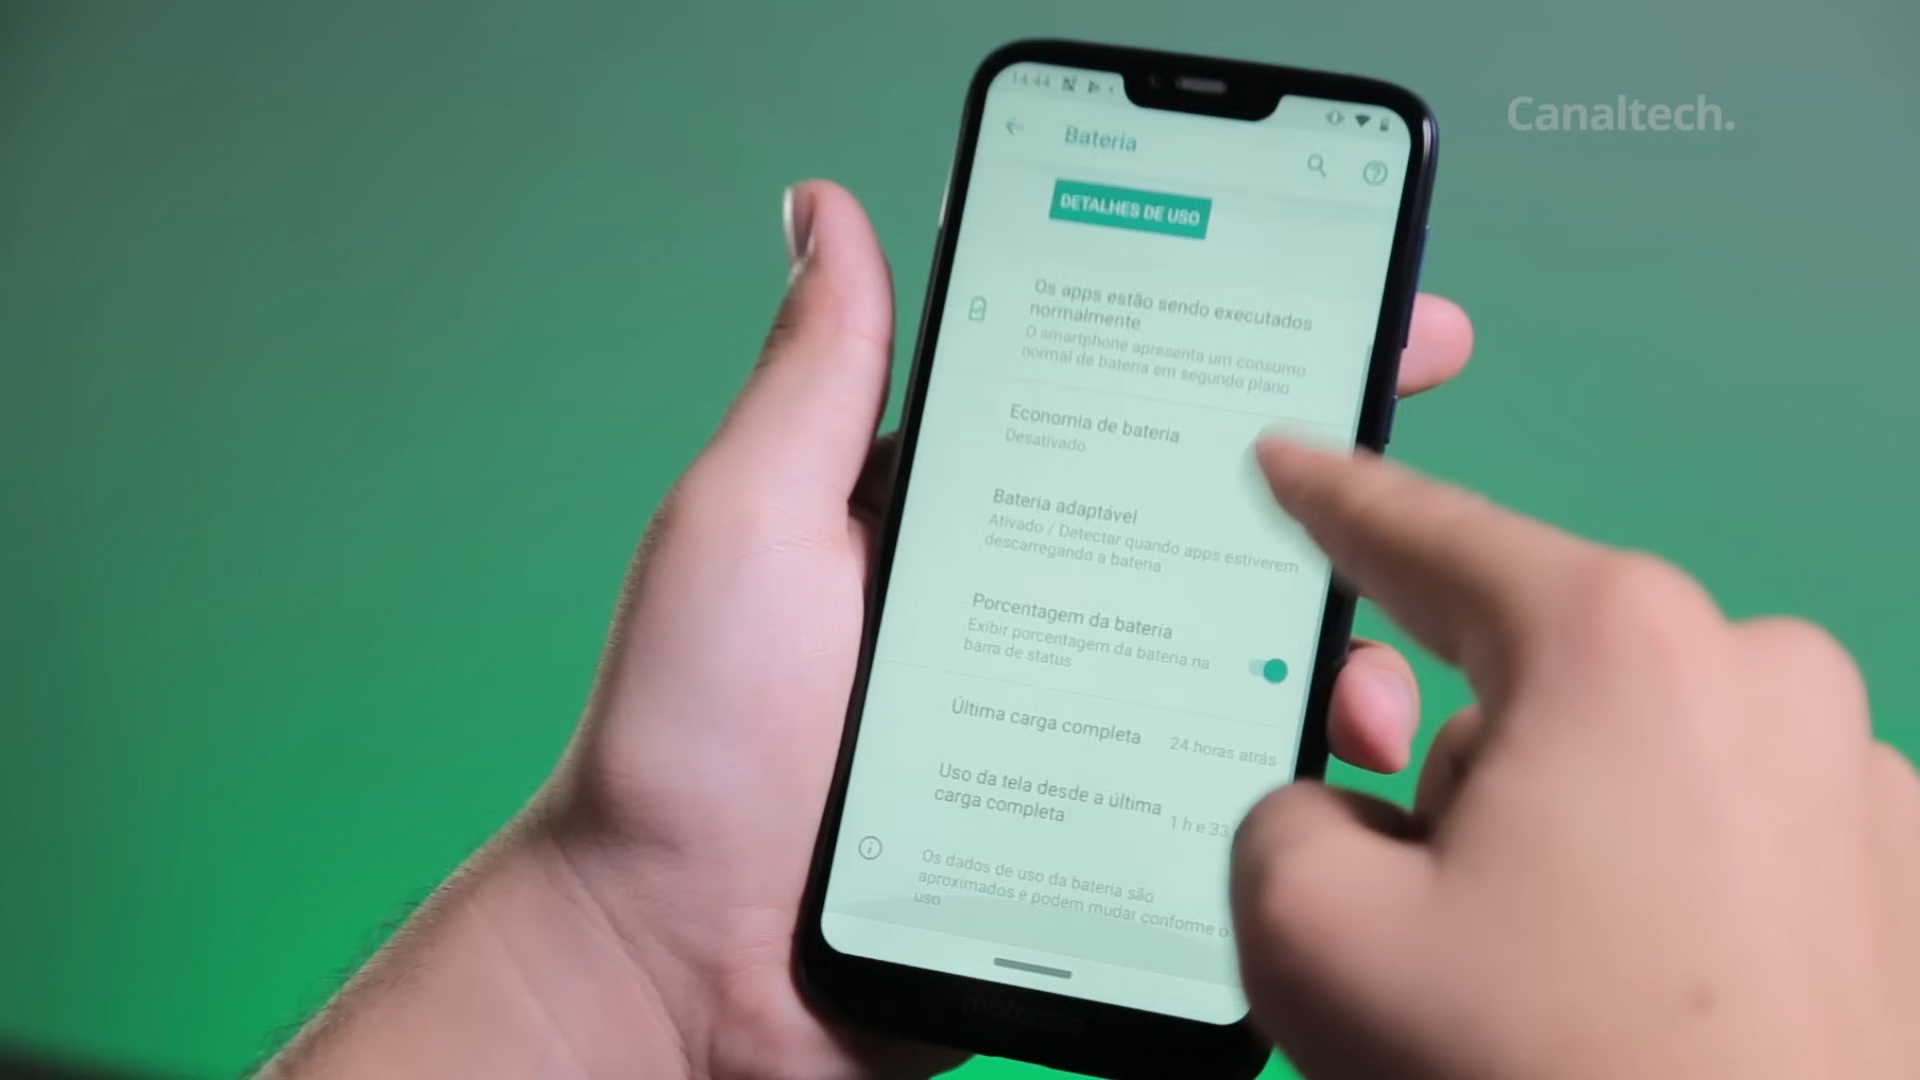 14:44
Canaltech.
Bateria
DETALHES DE USO
Os apps estão sendo executados
normalmente
O smartphone apresenta um consumo
normal de bateria em segundo plano
Economia de bateria
Desativado
Bateria adaptável
Ativado / Detectar quando apps estiverem
descarregando a bateria
Porcentagem da bateria
Exibir porcentagem da bateria na
barra de status
Última carga completa
24 horas atrás
Uso da tela desde a última
carga completa
1 h e 33
Os dados de uso da bateria são
aproximados e podem mudar conforme o
uso
motorola